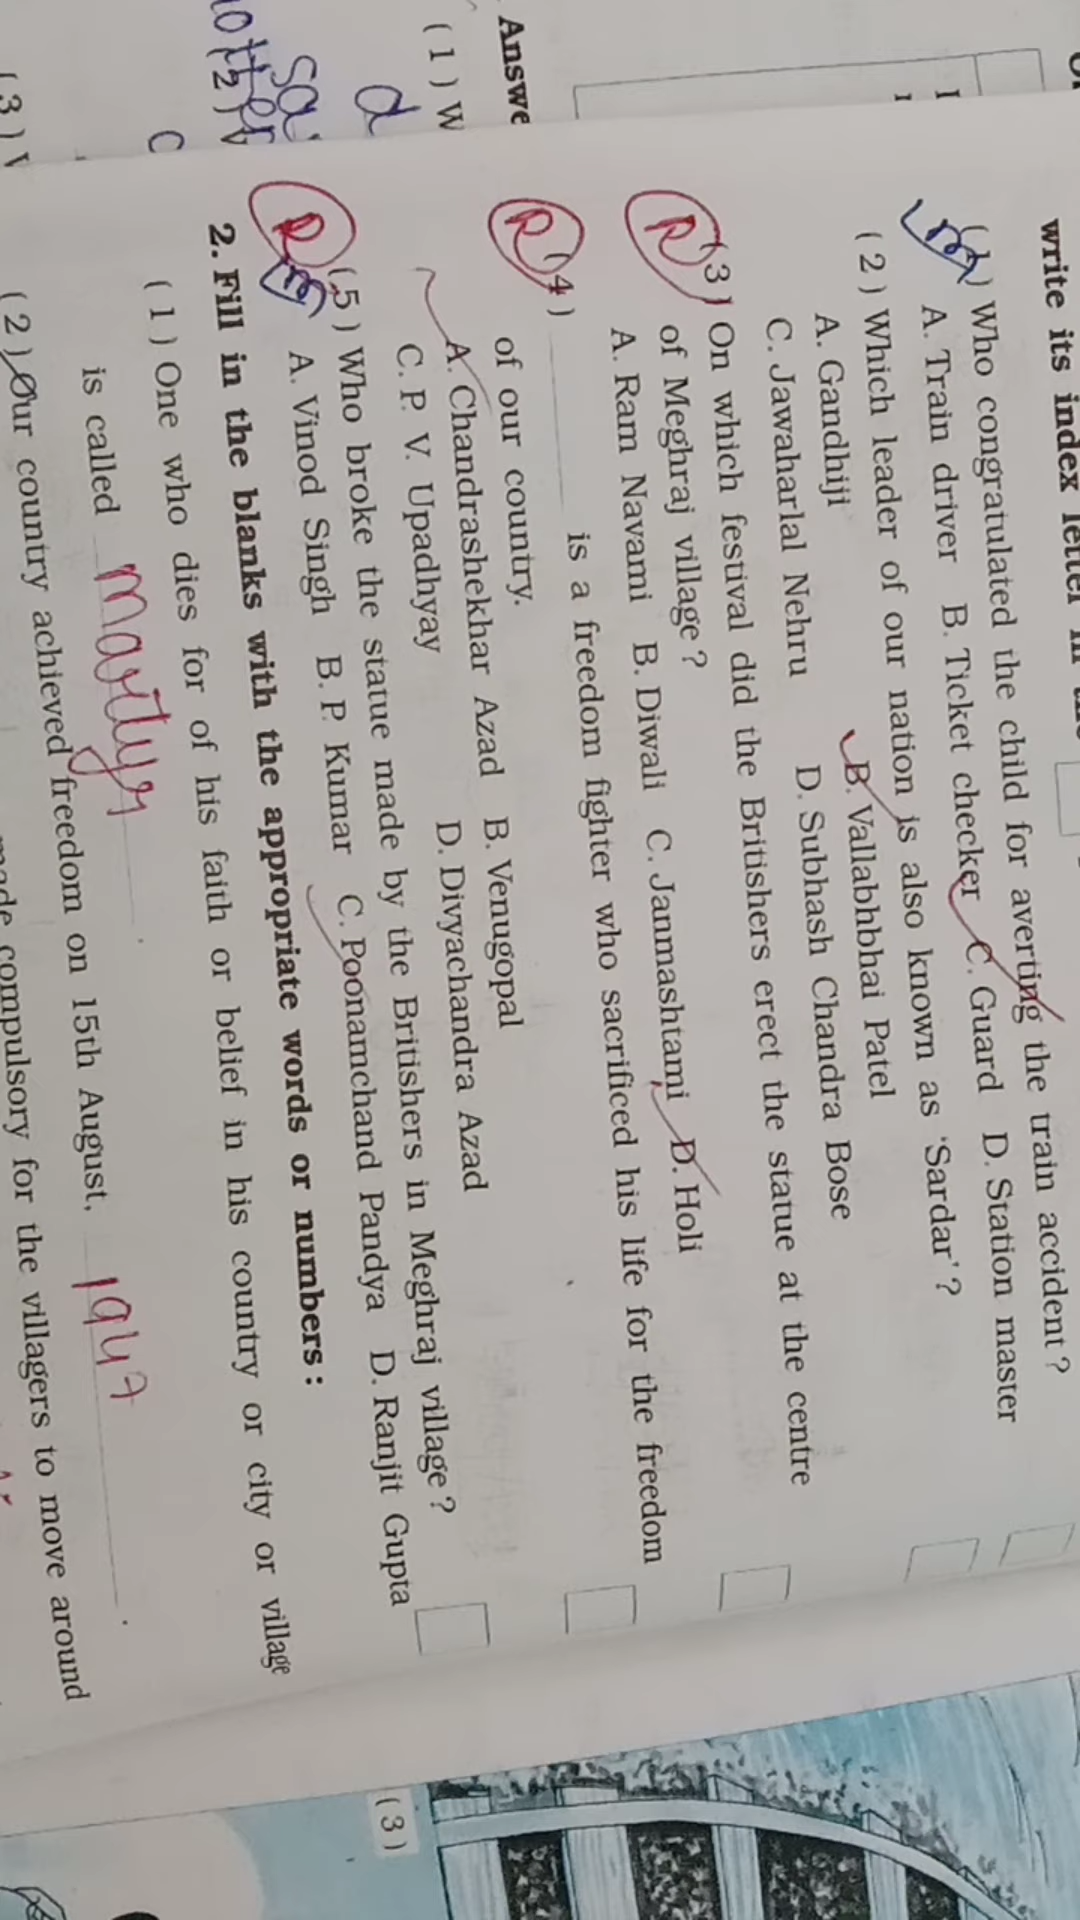 write its index letter in
(1) Who congratulated the child for averting the train accident?
A. Train driver B. Ticket checker C. Guard D. Station master
(2) Which leader of our nation is also known as 'Sardar'?
A. Gandhiji B. Vallabhbhai Patel
C. Jawaharlal Nehru D. Subhash Chandra Bose
(3) On which festival did the Britishers erect the statue at the centre
of Meghraj village?
A. Ram Navami B. Diwali C. Janmashtami D. Holi
(4) is a freedom fighter who sacrificed his life for the freedom
of our country.
A. Chandrashekhar Azad B. Venugopal
C. P. V. Upadhyay D. Divyachandra Azad
(5) Who broke the statue made by the Britishers in Meghraj village?
A. Vinod Singh B. P. Kumar C. Poonamchand Pandya D. Ranjit Gupta
2. Fill in the blanks with the appropriate words or numbers:
(1) One who dies for of his faith or belief in his country or city or village
is called martyr.
(2) Our country achieved freedom on 15th August, 1947.
made compulsory for the villagers to move around
R
R
R
m
m
Answe
(1) W
d
(2)
(3)
(3)